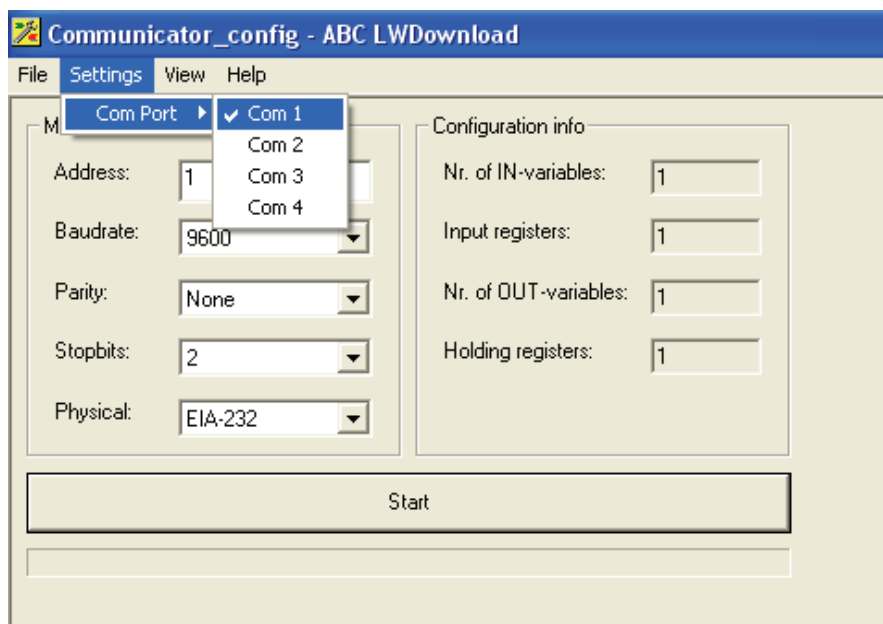 Communicator_config - ABC LWDownload
File Settings View Help
Com Port
Com 1
Com 2
Com 3
Com 4
M
Address: 1
Baudrate: 9600
Parity: None
Stopbits: 2
Physical: EIA-232
Configuration info
Nr. of IN-variables: 1
Input registers: 1
Nr. of OUT-variables: 1
Holding registers: 1
Start